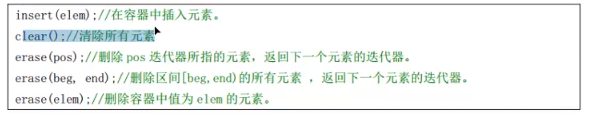 insert(elem);//在容器中插入元素。
clear();//清除所有元素
erase(pos);//删除 pos 迭代器所指的元素，返回下一个元素的迭代器。
erase(beg, end);//删除区间[beg,end)的所有元素 ，返回下一个元素的迭代器。
erase(elem);//删除容器中值为 elem 的元素。